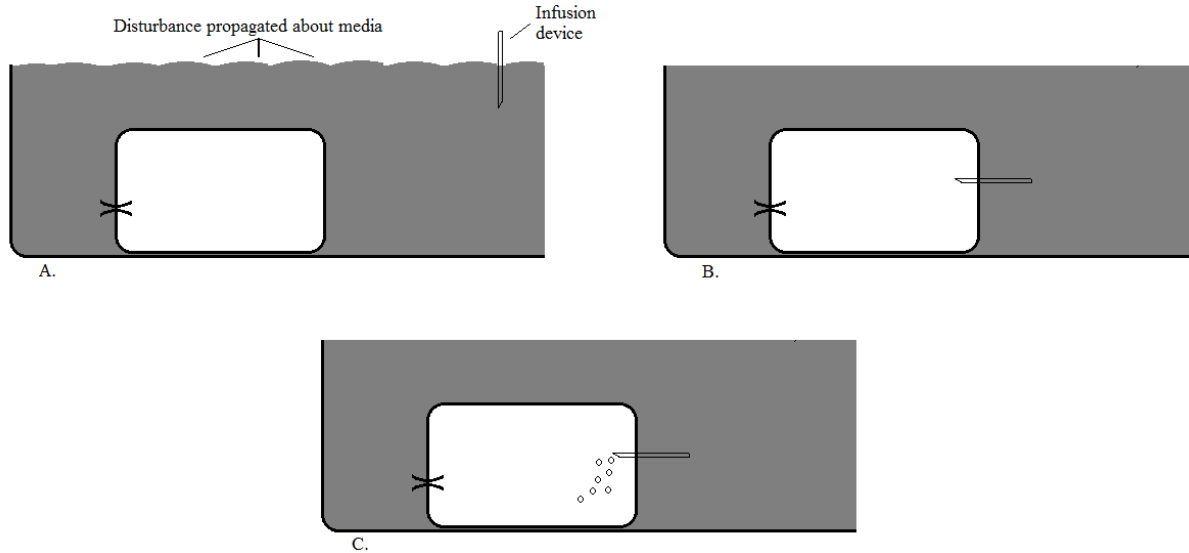 Disturbance propagated about media
Infusion
device
A.
B.
C.